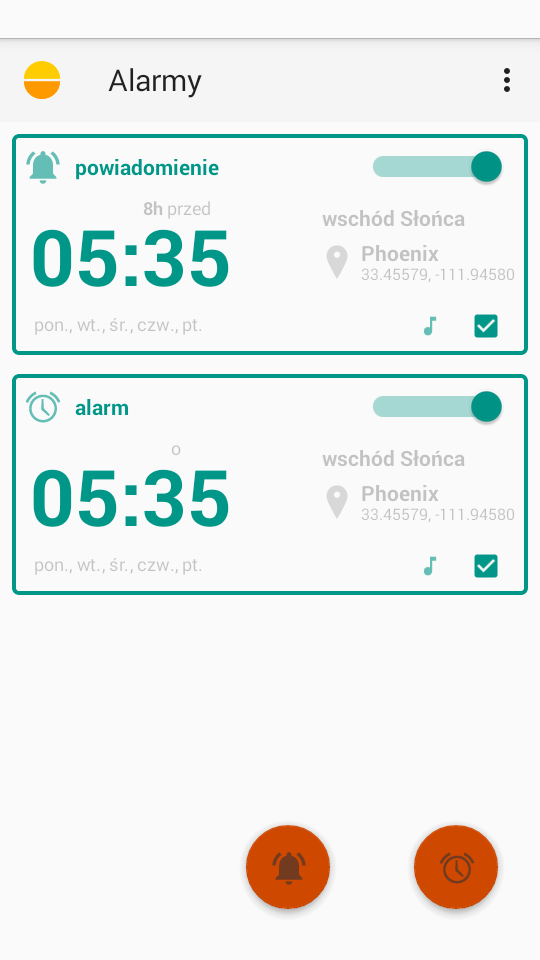 Alarmy
powiadomienie
8h przed
05:35
wschód Słońca
Phoenix
33.45579, -111.94580
pon., wt., śr., czw., pt.
alarm
o
05:35
wschód Słońca
Phoenix
33.45579, -111.94580
pon., wt., śr., czw., pt.